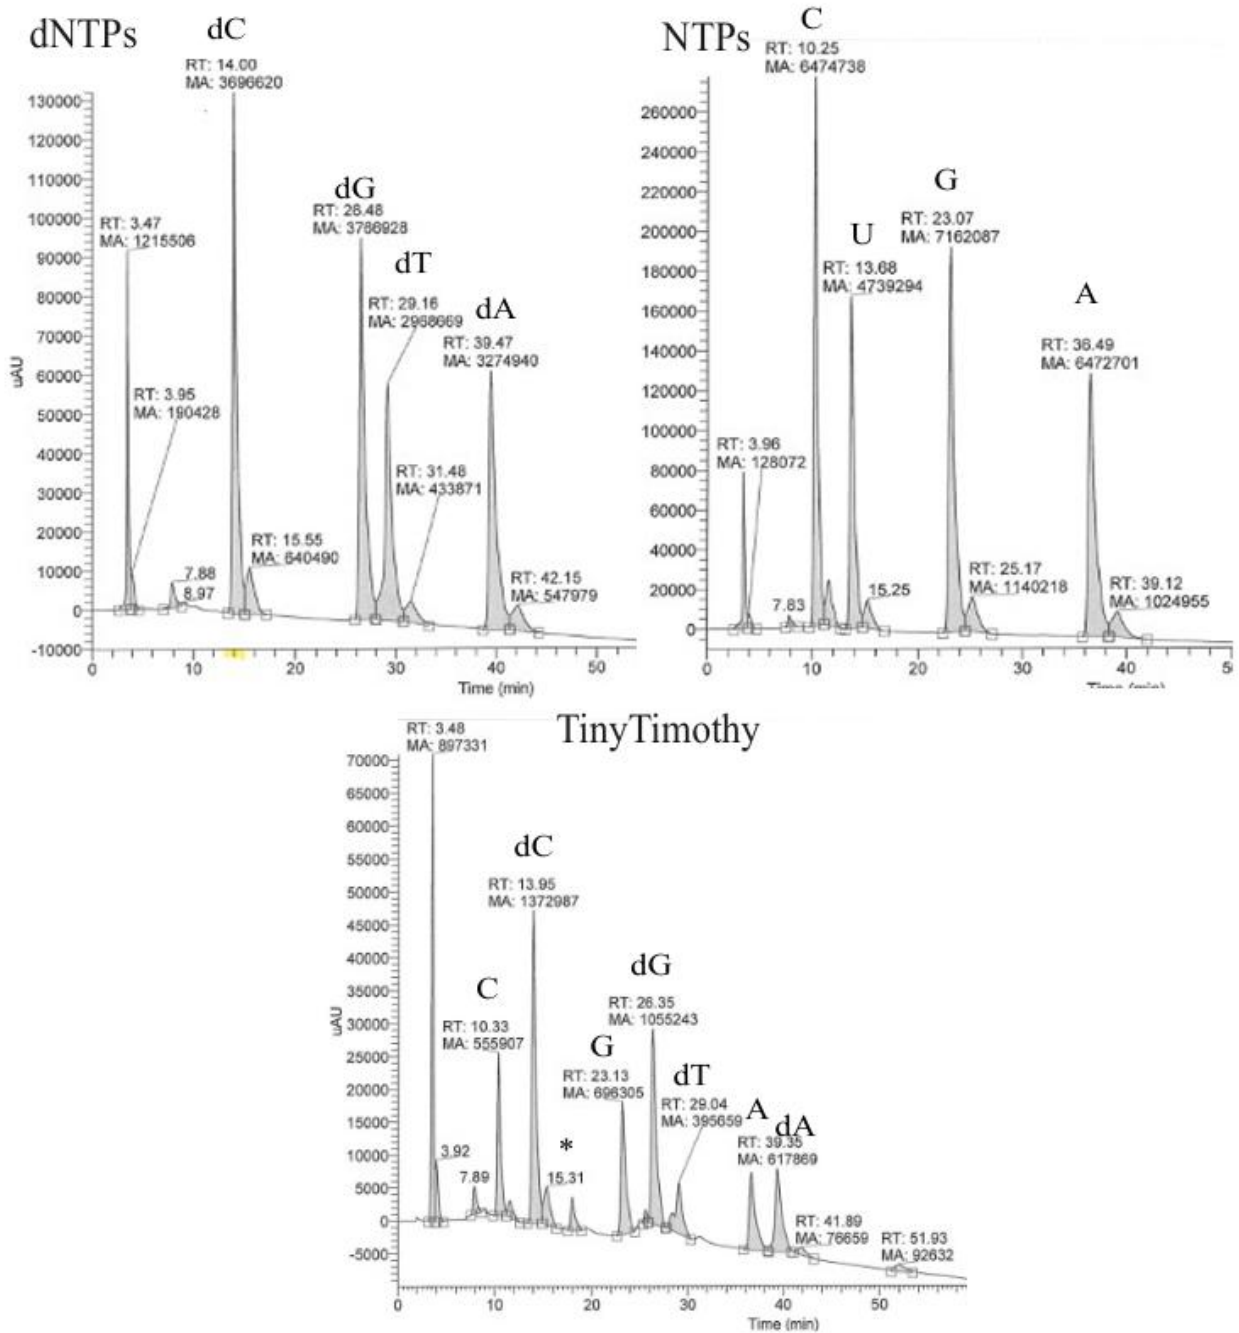 dNTPs
dC
RT: 14.00
MA: 3696620
130000
120000
110000
100000
90000
80000
70000
60000
50000
40000
30000
20000
10000
0
-10000
uAU
RT: 3.47
MA: 1215506
RT: 3.95
MA: 190428
7.88
8.97
RT: 15.55
MA: 640490
dG
RT: 26.48
MA: 3786928
dT
RT: 29.16
MA: 2968669
RT: 31.48
MA: 433871
dA
RT: 39.47
MA: 3274940
RT: 42.15
MA: 547979
0 10 20 30 40 50
Time (min)
NTPs
C
RT: 10.25
MA: 6474738
260000
240000
220000
200000
180000
160000
140000
120000
100000
80000
60000
40000
20000
0
RT: 3.96
MA: 128072
7.83
U
RT: 13.68
MA: 4739294
15.25
G
RT: 23.07
MA: 7162087
RT: 25.17
MA: 1140218
A
RT: 36.49
MA: 6472701
RT: 39.12
MA: 1024955
0 10 20 30 40 5
Time (min)
TinyTimothy
RT: 3.48
MA: 897331
70000
65000
60000
55000
50000
45000
40000
35000
30000
25000
20000
15000
10000
5000
0
-5000
uAU
3.92
7.89
C
RT: 10.33
MA: 555907
dC
RT: 13.95
MA: 1372987
*
15.31
G
RT: 23.13
MA: 696305
dG
RT: 26.35
MA: 1055243
dT
RT: 29.04
MA: 395659
A
dA
RT: 39.35
MA: 617869
RT: 41.89
MA: 76659
RT: 51.93
MA: 92632
0 10 20 30 40 50
Time (min)